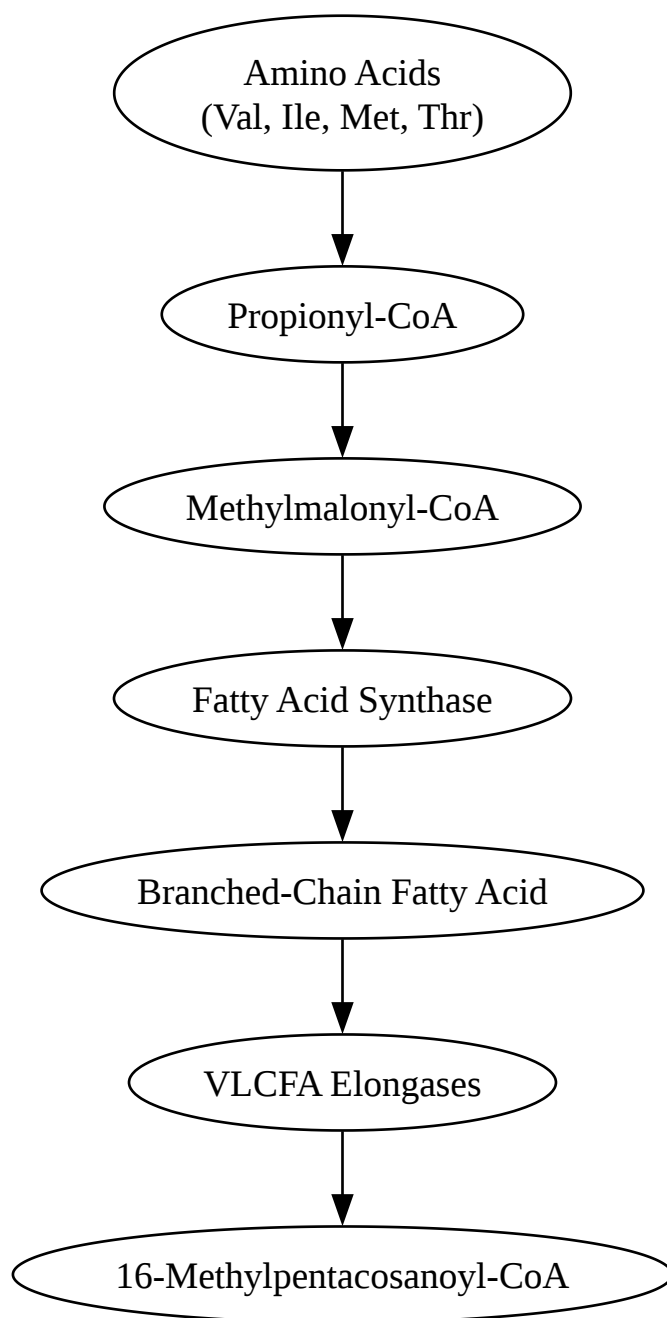 Amino Acids
(Val, Ile, Met, Thr)
Propionyl-CoA
Methylmalonyl-CoA
Fatty Acid Synthase
Branched-Chain Fatty Acid
VLCFA Elongases
16-Methylpentacosanoyl-CoA